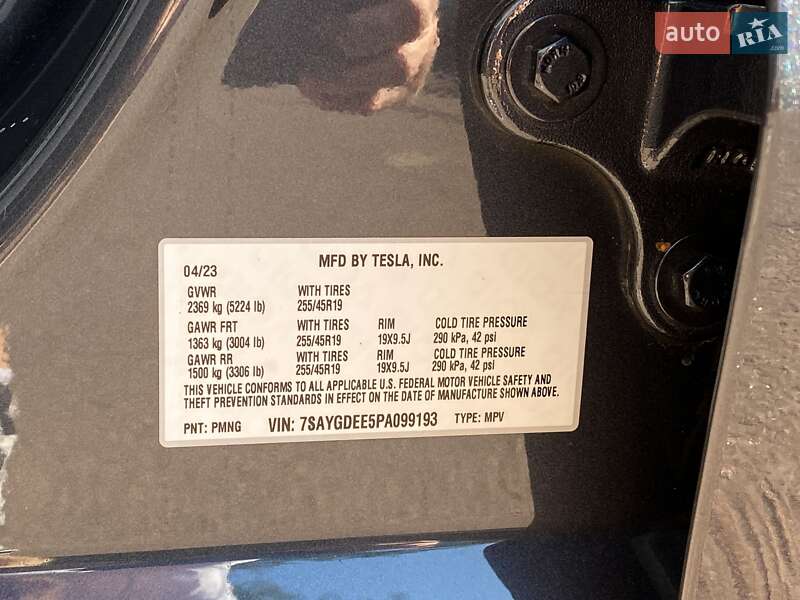 auto RIA
.com
04/23
MFD BY TESLA, INC.
GVWR WITH TIRES
2369 kg (5224 lb) 255/45R19
GAWR FRT WITH TIRES RIM COLD TIRE PRESSURE
1363 kg (3004 lb) 255/45R19 19X9.5J 290 kPa, 42 psi
GAWR RR WITH TIRES RIM COLD TIRE PRESSURE
1500 kg (3306 lb) 255/45R19 19X9.5J 290 kPa, 42 psi
THIS VEHICLE CONFORMS TO ALL APPLICABLE U.S. FEDERAL MOTOR VEHICLE SAFETY AND
THEFT PREVENTION STANDARDS IN EFFECT ON THE DATE OF MANUFACTURE SHOWN ABOVE.
PNT: PMNG VIN: 7SAYGDEE5PA099193 TYPE: MPV